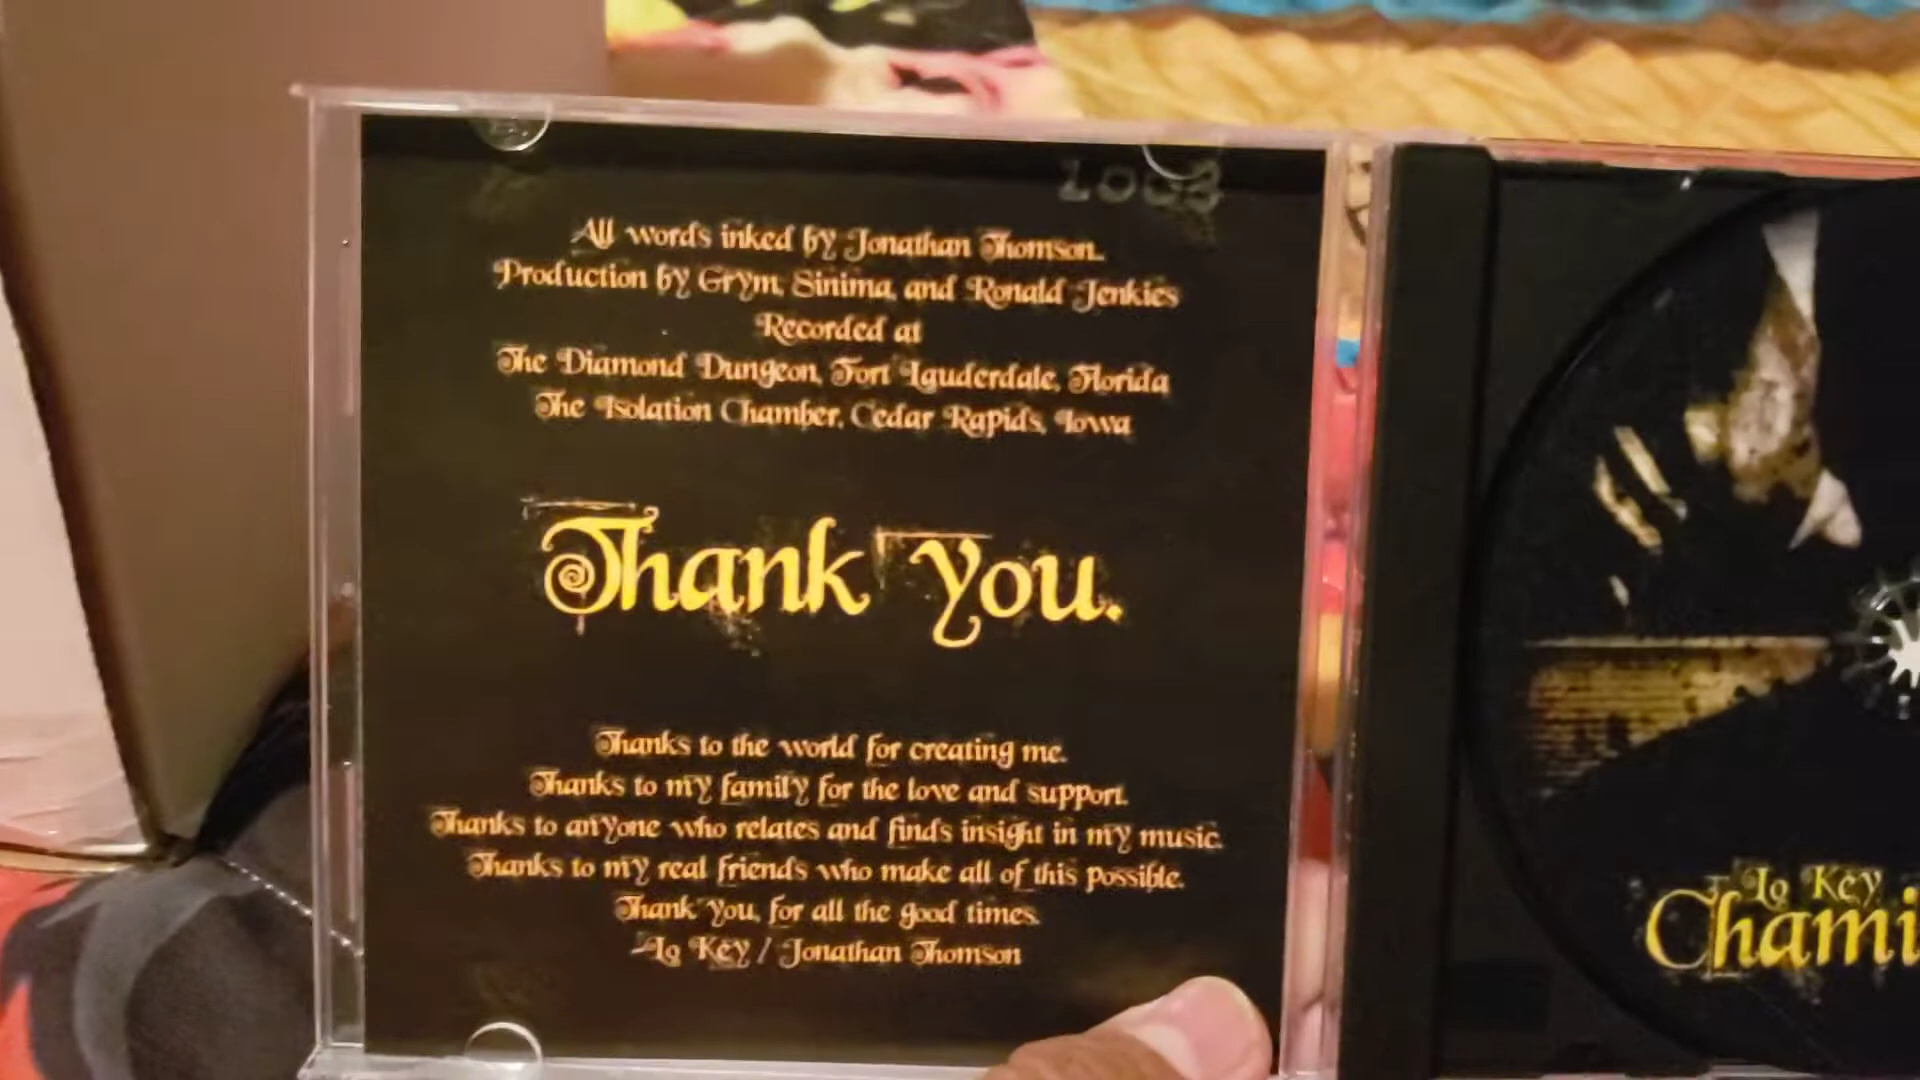 All words inked by Jonathan Thomson.
Production by Grym, Sinima, and Ronald Jenkies
Recorded at
The Diamond Dungeon, Fort Lauderdale, Florida
The Isolation Chamber, Cedar Rapids, Iowa
Thank You.
Thanks to the world for creating me.
Thanks to my family for the love and support.
Thanks to anyone who relates and finds insight in my music.
Thanks to my real friends who make all of this possible.
Thank You, for all the good times.
-Lo Key / Jonathan Thomson
Lo Key